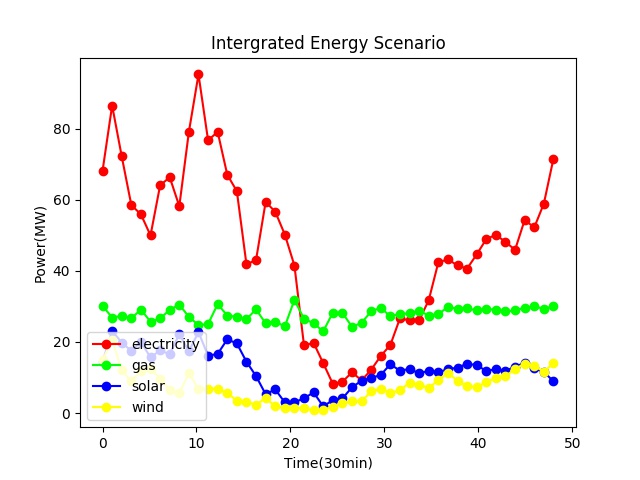 Intergrated Energy Scenario
Power(MW)
80
60
40
20
0
electricity
gas
solar
wind
0 10 20 30 40 50
Time(30min)